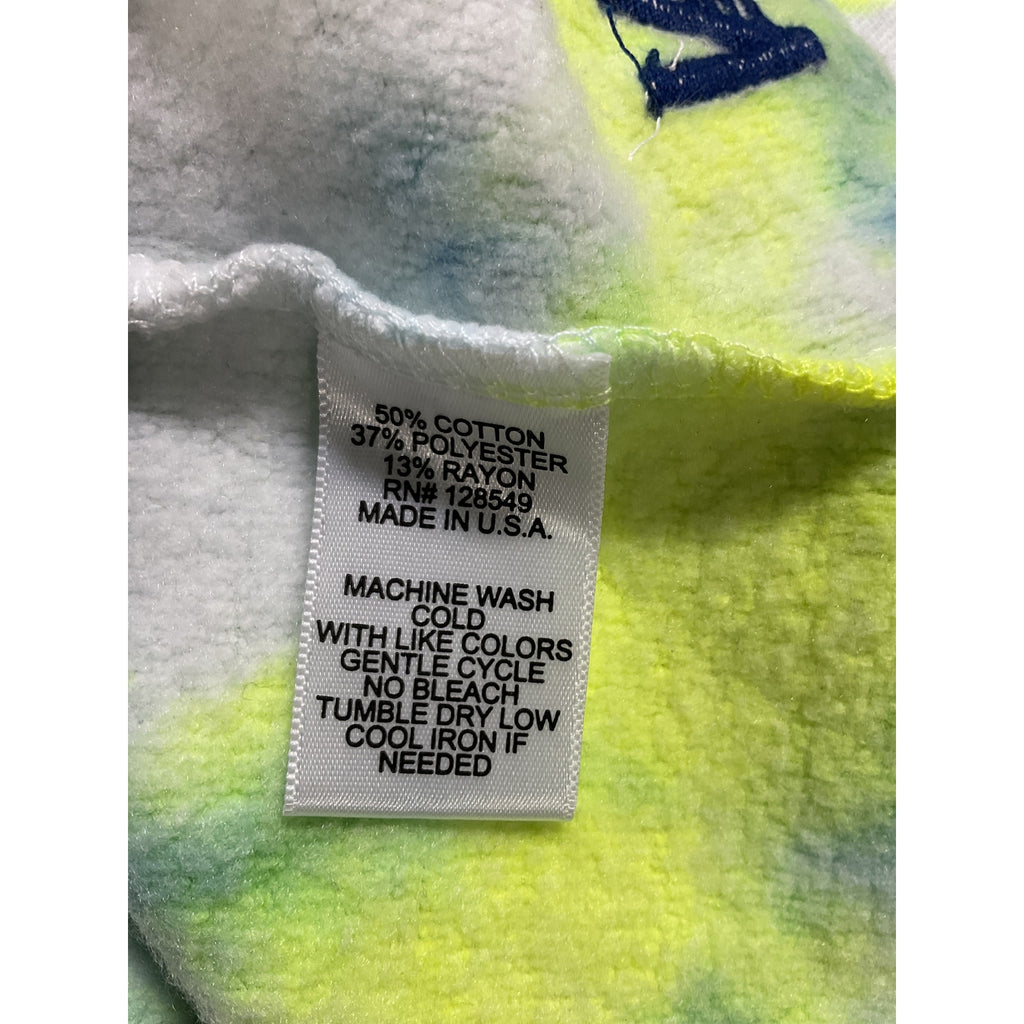 50% COTTON
37% POLYESTER
13% RAYON
RN# 128549
MADE IN U.S.A.
MACHINE WASH
COLD
WITH LIKE COLORS
GENTLE CYCLE
NO BLEACH
TUMBLE DRY LOW
COOL IRON IF
NEEDED